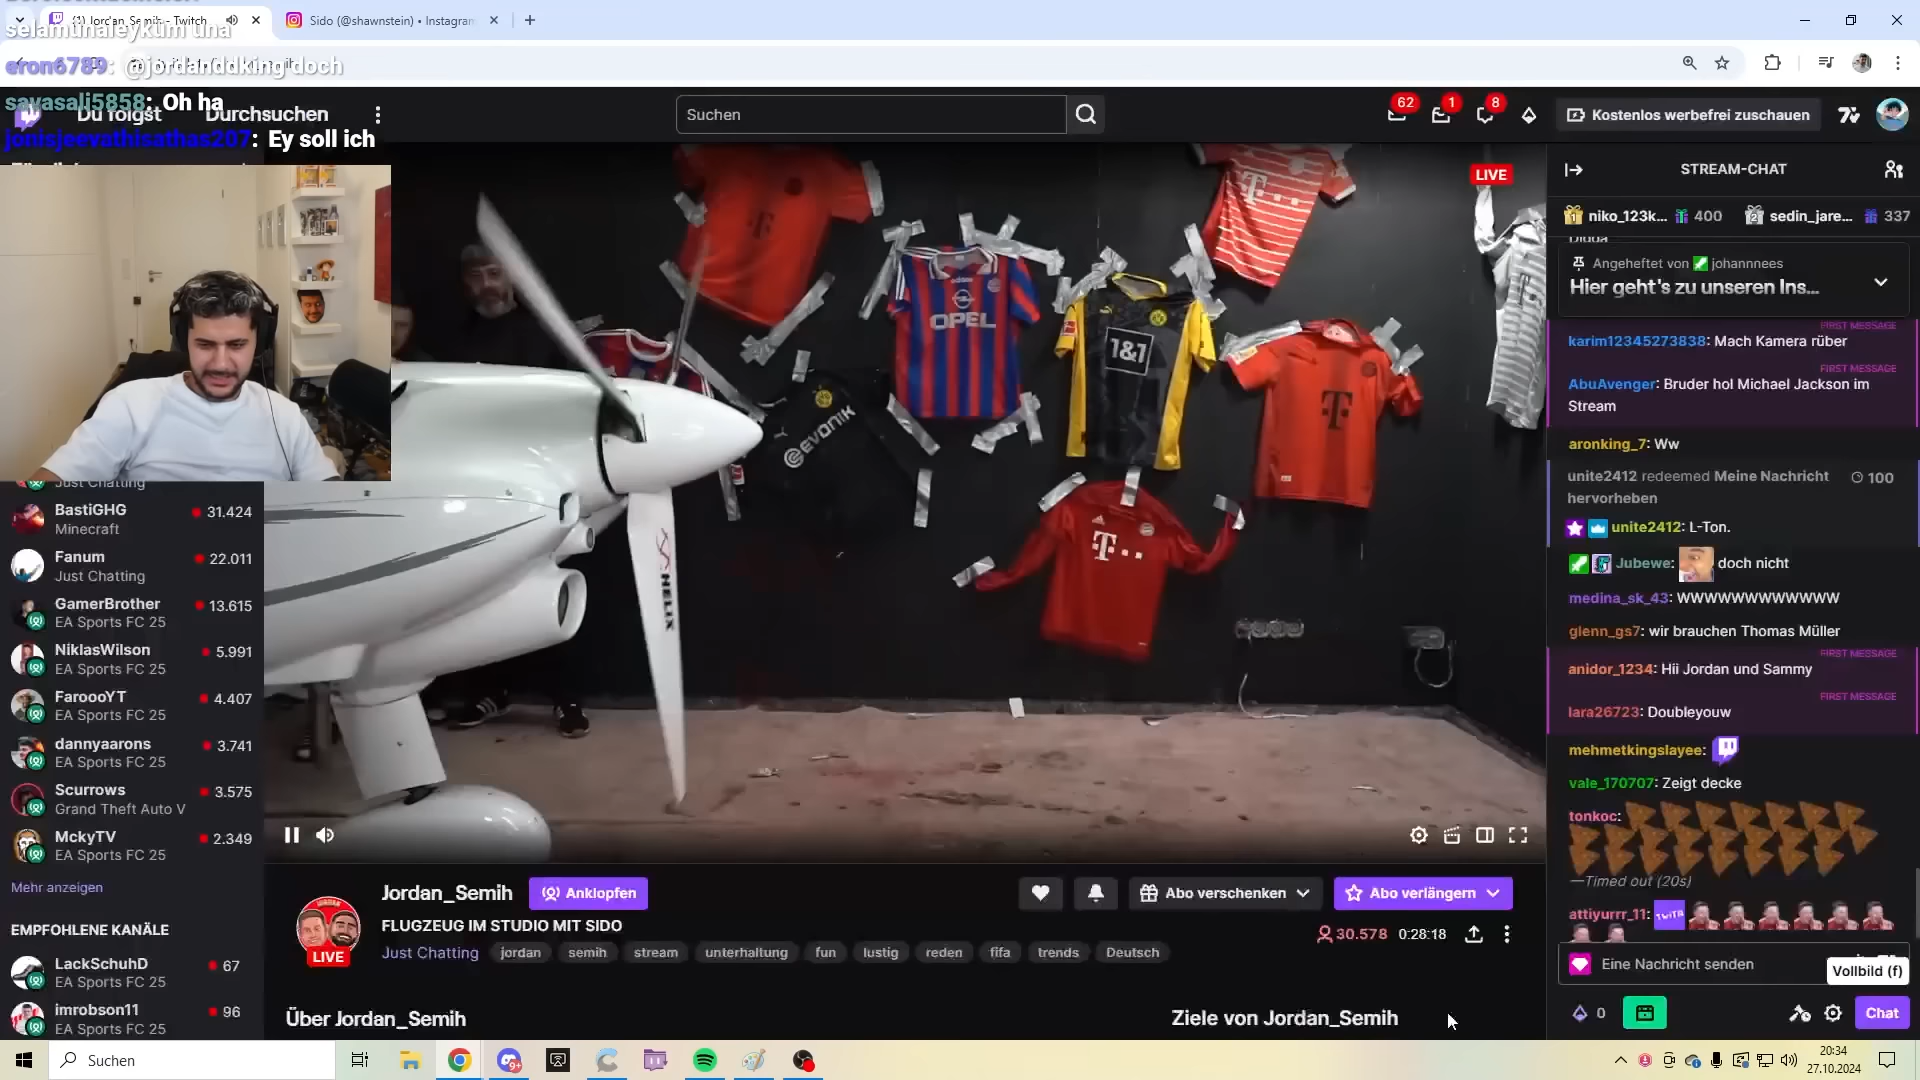 (1) Jordan_Semih - Twitch
Sido (@shawnstein) • Instagram
selamunaleykum una
eron6789: @jordanddking doch
savasali5858: Oh ha
jonisjeevathisathas207: Ey soll ich
Du folgst
Durchsuchen
Suchen
62
1
8
Kostenlos werbefrei zuschauen
LIVE
OPEL
1&1
EVONIK
HELIX
Just Chatting
BastiGHG
31.424
Minecraft
Fanum
22.011
Just Chatting
GamerBrother
13.615
EA Sports FC 25
NiklasWilson
5.991
EA Sports FC 25
FaroooYT
4.407
EA Sports FC 25
dannyaarons
3.741
EA Sports FC 25
Scurrows
3.575
Grand Theft Auto V
MckyTV
2.349
EA Sports FC 25
Mehr anzeigen
EMPFOHLENE KANÄLE
LackSchuhD
67
EA Sports FC 25
imrobson11
96
EA Sports FC 25
Jordan_Semih
Anklopfen
FLUGZEUG IM STUDIO MIT SIDO
Just Chatting
jordan
semih
stream
unterhaltung
fun
lustig
reden
fifa
trends
Deutsch
LIVE
Abo verschenken
Abo verlängern
30.578
0:28:18
Über Jordan_Semih
Ziele von Jordan_Semih
STREAM-CHAT
niko_123k...
400
sedin_jare...
337
Digga
Angeheftet von johannnees
Hier geht's zu unseren Ins...
FIRST MESSAGE
karim12345273838: Mach Kamera rüber
FIRST MESSAGE
AbuAvenger: Bruder hol Michael Jackson im
Stream
aronking_7: Ww
unite2412 redeemed Meine Nachricht
100
hervorheben
unite2412: L-Ton.
Jubewe: doch nicht
medina_sk_43: WWWWWWWWWWWW
glenn_gs7: wir brauchen Thomas Müller
FIRST MESSAGE
anidor_1234: Hii Jordan und Sammy
FIRST MESSAGE
lara26723: Doubleyouw
mehmetkingslayee:
vale_170707: Zeigt decke
tonkoc:
—Timed out (20s)
attiyurrr_11:
Eine Nachricht senden
Vollbild (f)
0
Chat
Suchen
20:34
27.10.2024